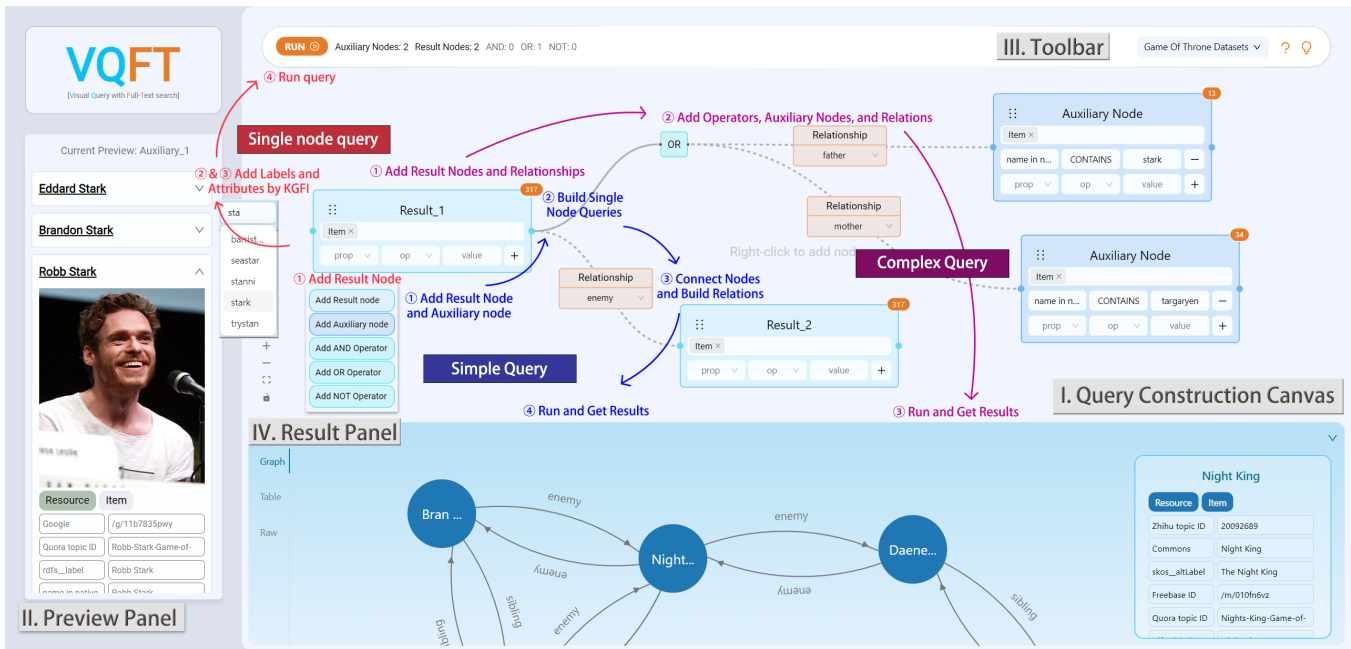 VQFT
[Visual Query with Full-Text search]
RUN
Auxiliary Nodes: 2 Result Nodes: 2 AND: 0 OR: 1 NOT: 0
III. Toolbar
Game Of Throne Datasets
?
④ Run query
Single node query
Current Preview: Auxiliary_1
Eddard Stark
Brandon Stark
Robb Stark
Resource Item
Google /g/11b7835pwy
Quora topic ID Robb-Stark-Game-of-
rdfs__label Robb Stark
name in native Robb Stark
II. Preview Panel
② & ③ Add Labels and
Attributes by KGFI
sta
barrist...
seastar
stanni
stark
trystan
① Add Result Nodes and Relationships
② Add Operators, Auxiliary Nodes, and Relations
317
Result_1
Item ×
prop op value +
② Build Single
Node Queries
OR
Relationship
father
Relationship
mother
Right-click to add nod
13
Auxiliary Node
Item ×
name in n... CONTAINS stark −
prop op value +
34
Auxiliary Node
Item ×
name in n... CONTAINS targaryen −
prop op value +
Complex Query
① Add Result Node
Add Result node
Add Auxiliary node
Add AND Operator
Add OR Operator
Add NOT Operator
① Add Result Node
and Auxiliary node
Relationship
enemy
③ Connect Nodes
and Build Relations
317
Result_2
Item ×
prop op value +
Simple Query
④ Run and Get Results
③ Run and Get Results
I. Query Construction Canvas
IV. Result Panel
Graph
Table
Raw
Bran ...
enemy
enemy
Night...
enemy
enemy
Daene...
sibling
sibling
enemy
sibling
Night King
Resource Item
Zhihu topic ID 20092689
Commons Night King
skos__altLabel The Night King
Freebase ID /m/010fn6vz
Quora topic ID Nights-King-Game-of-